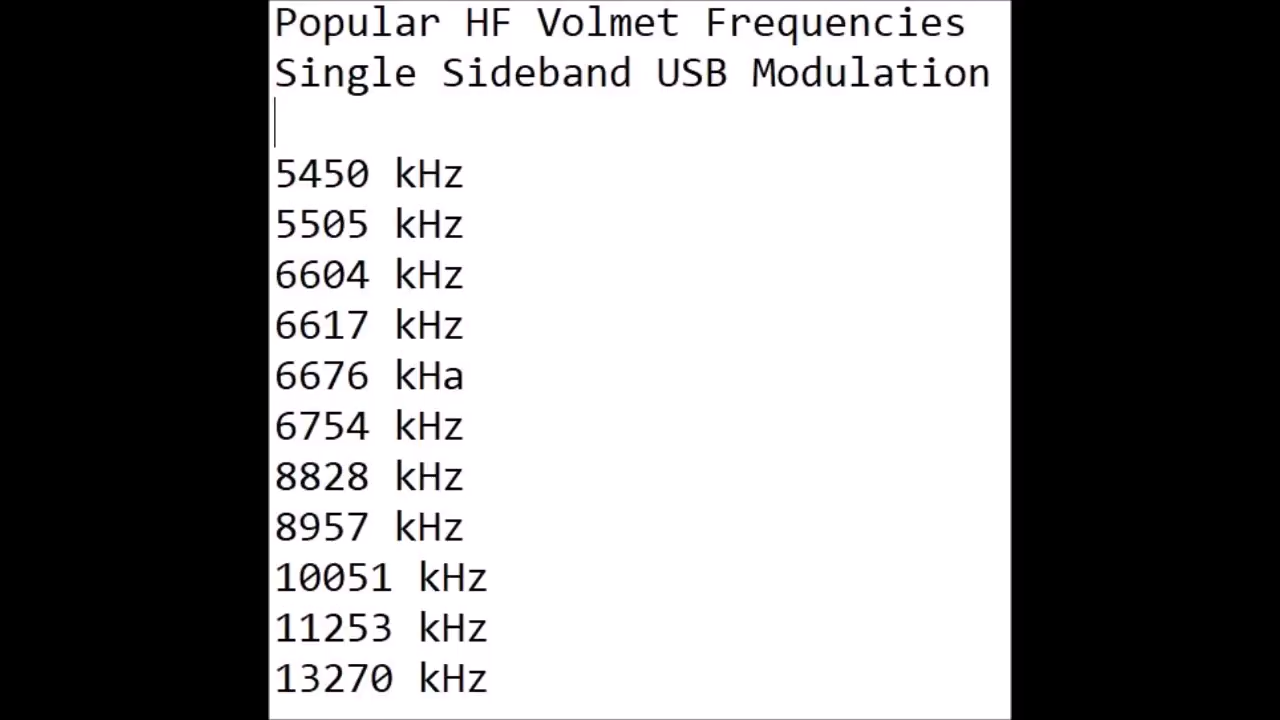 Popular HF Volmet Frequencies
Single Sideband USB Modulation
5450 kHz
5505 kHz
6604 kHz
6617 kHz
6676 kHa
6754 kHz
8828 kHz
8957 kHz
10051 kHz
11253 kHz
13270 kHz